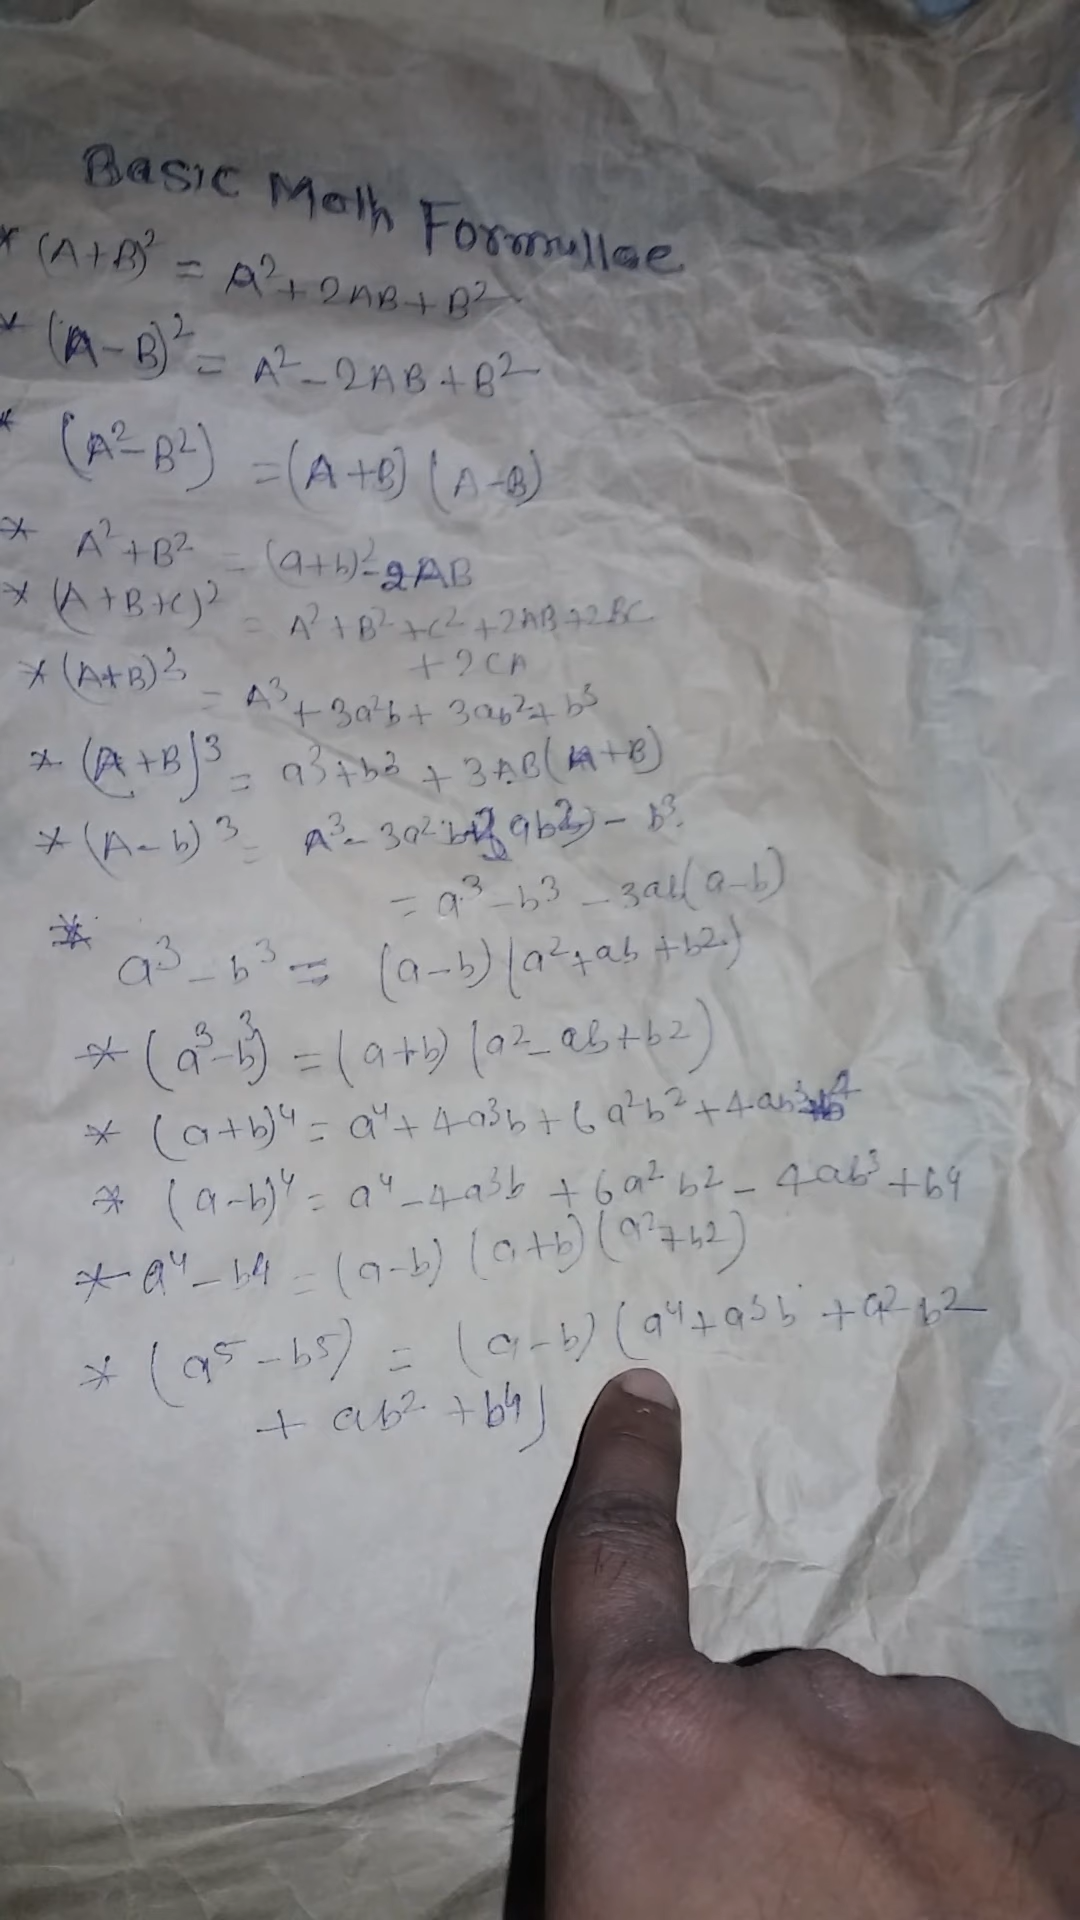 Basic Math Formullae
* (A+B)² = A²+2AB+B²
* (A-B)² = A²-2AB+B²
* (A²-B²) = (A+B) (A-B)
* A²+B² = (a+b)²-2AB
* (A+B+C)² = A²+B²+C²+2AB+2BC
+2CA
* (A+B)³ = A³+3a²b+3ab²+b³
* (A+B)³ = a³+b³+3AB(A+B)
* (A-b)³ = A³-3a²b+3ab²-b³
= a³-b³-3ab(a-b)
* a³-b³ = (a-b)(a²+ab+b2)
* (a³-b³) = (a+b)(a²-ab+b2)
* (a+b)⁴ = a⁴+4a³b+6a²b²+4ab³+b⁴
* (a-b)⁴ = a⁴-4a³b+6a²b2-4ab³+b4
* a⁴-b4 = (a-b)(a+b)(a²+b2)
* (a⁵-b⁵) = (a-b)(a⁴+a³b+a²b²
+ab²+b⁴)